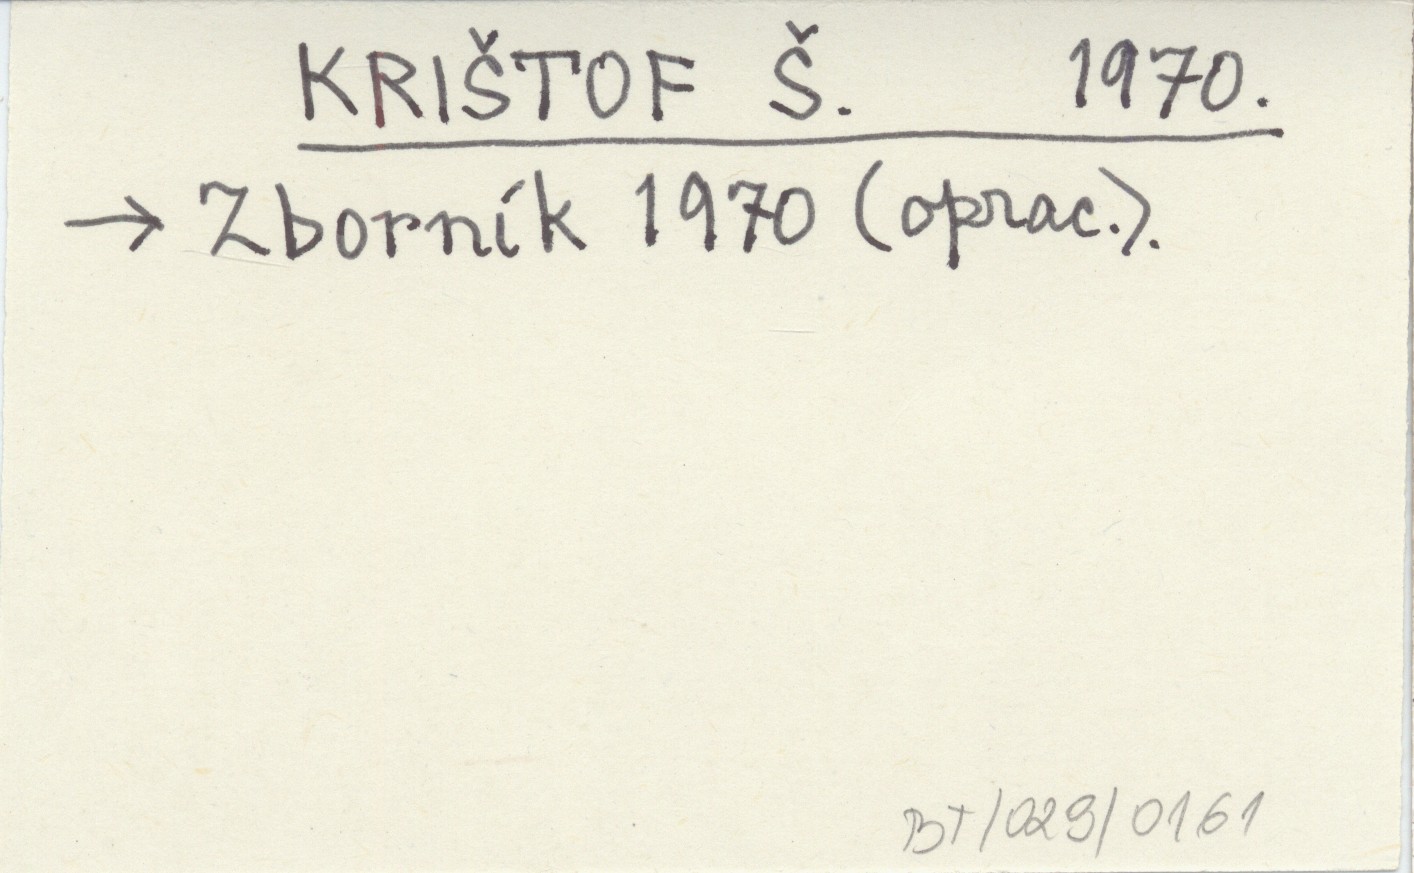 KRIŠTOF Š. 1970.
→ Zborník 1970 (oprac.).
BT/029/0161